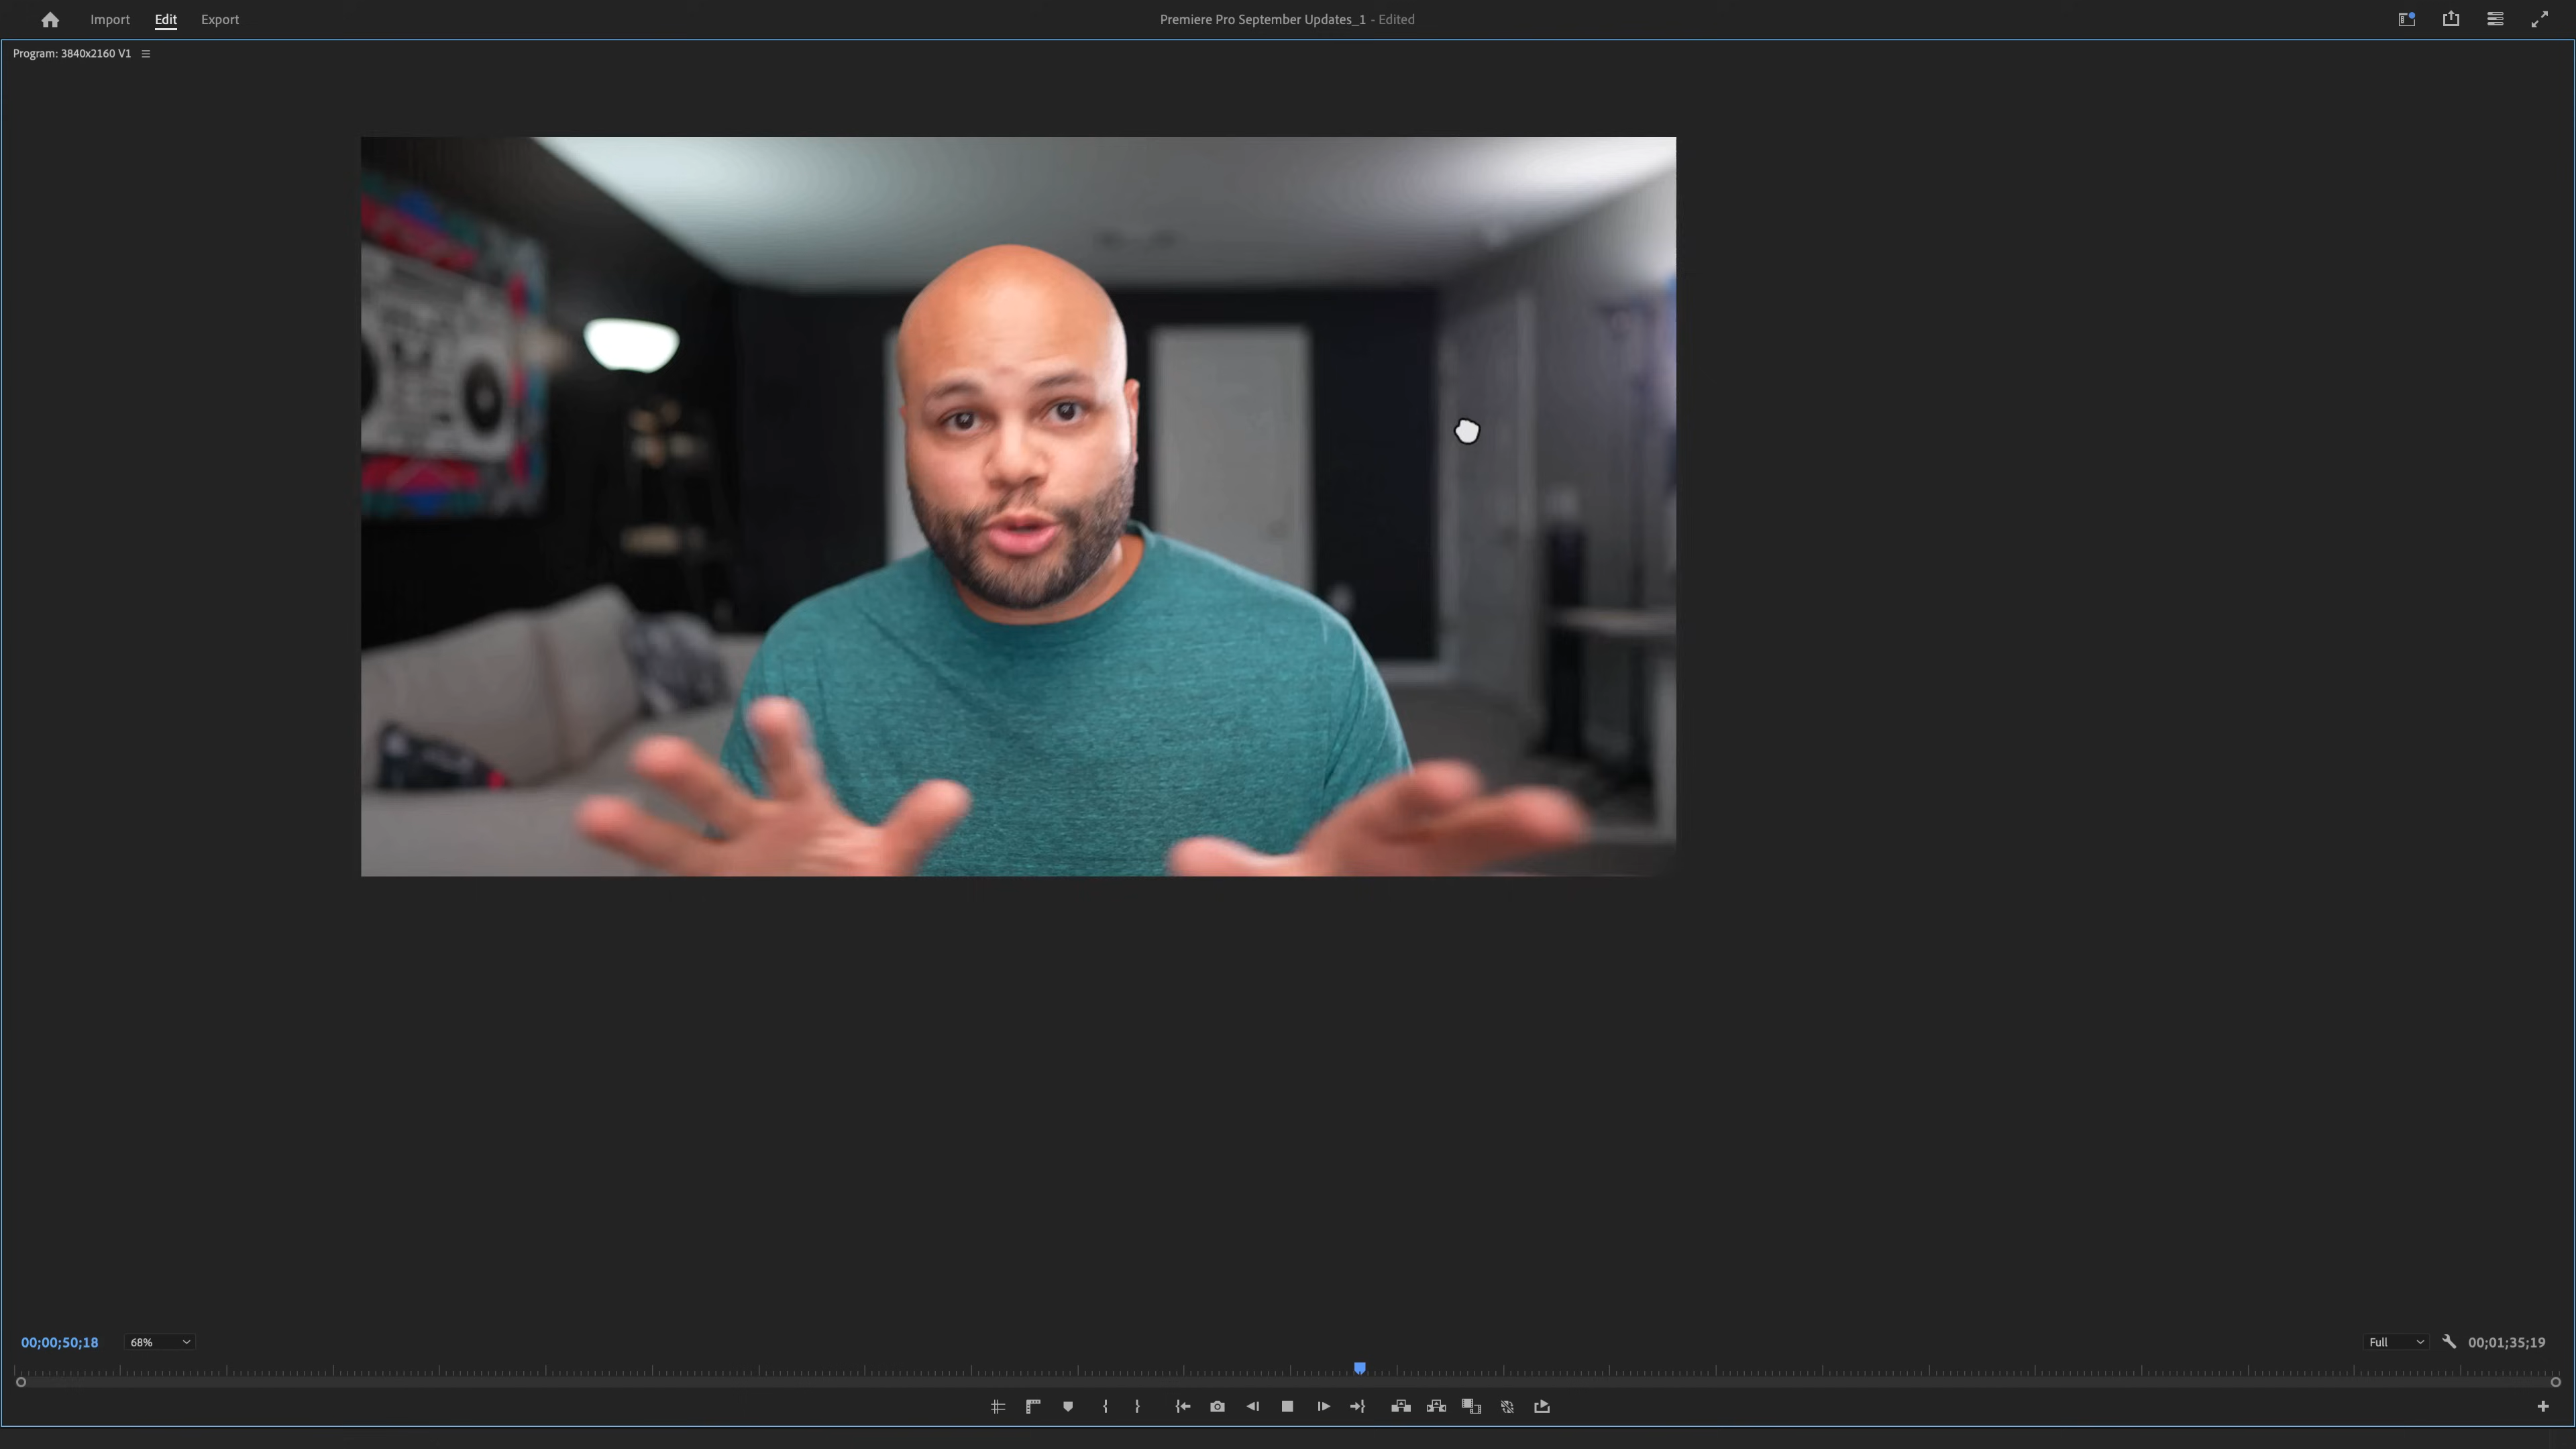 Import Edit Export Premiere Pro September Updates_1 - Edited
Program: 3840x2160 V1
00;00;50;18 68% Full 00;01;35;19